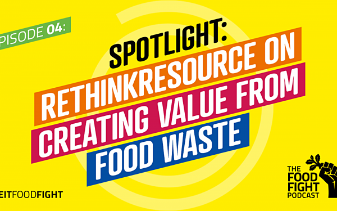 EPISODE 04:
SPOTLIGHT:
RETHINKRESOURCE ON
CREATING VALUE FROM
FOOD WASTE
EITFOODFIGHT
THE
FOOD
FIGHT
PODCAST